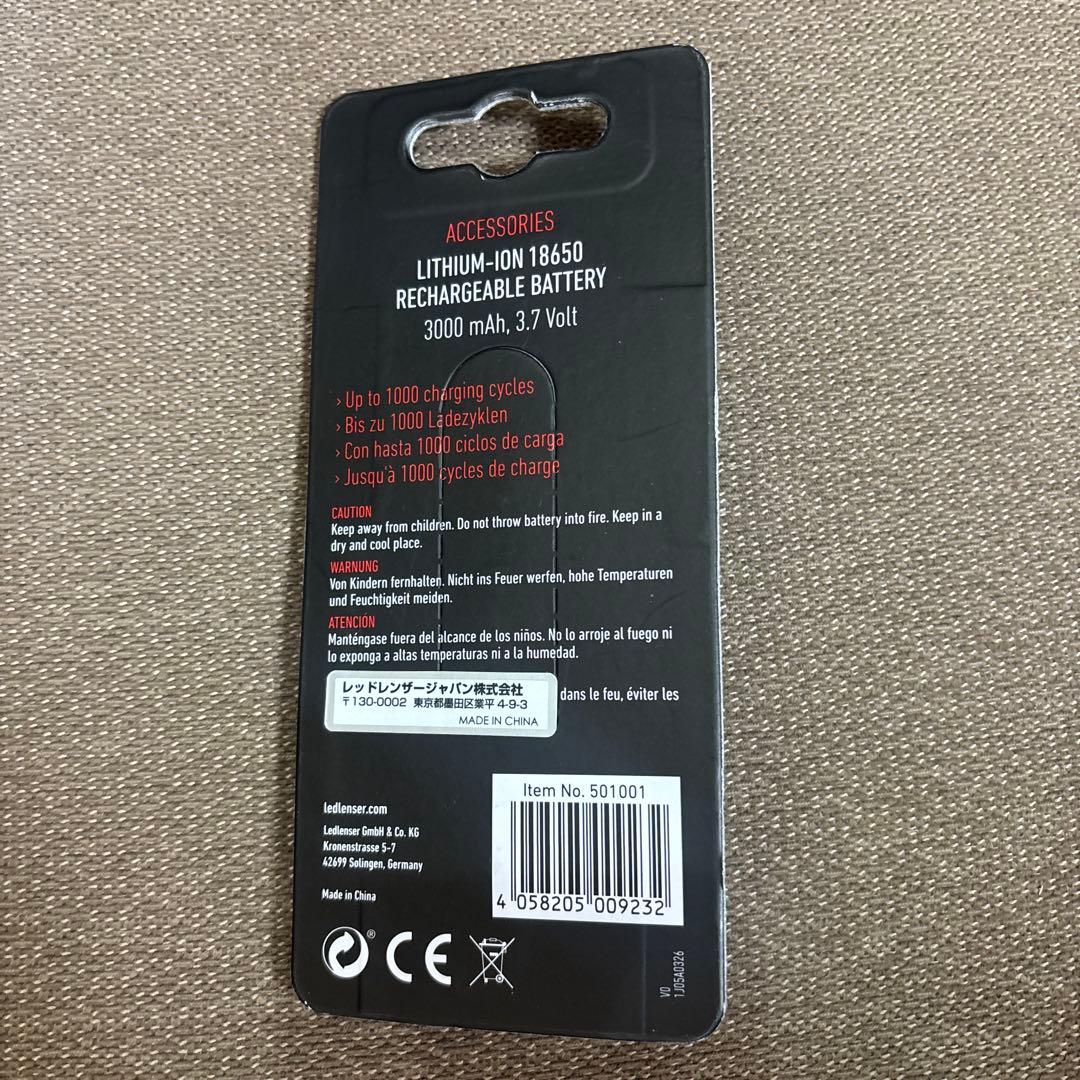 ACCESSORIES
LITHIUM-ION 18650
RECHARGEABLE BATTERY
3000 mAh, 3.7 Volt
› Up to 1000 charging cycles
› Bis zu 1000 Ladezyklen
› Con hasta 1000 ciclos de carga
› Jusqu'à 1000 cycles de charge
CAUTION
Keep away from children. Do not throw battery into fire. Keep in a
dry and cool place.
WARNUNG
Von Kindern fernhalten. Nicht ins Feuer werfen, hohe Temperaturen
und Feuchtigkeit meiden.
ATENCIÓN
Manténgase fuera del alcance de los niños. No lo arroje al fuego ni
lo exponga a altas temperaturas ni a la humedad.
レッドレンザージャパン株式会社
〒130-0002 東京都墨田区業平 4-9-3
MADE IN CHINA
dans le feu, éviter les
Item No. 501001
4 058205 009232
ledlenser.com
Ledlenser GmbH & Co. KG
Kronenstrasse 5-7
42699 Solingen, Germany
Made in China
® CE
V0
1J05A0326